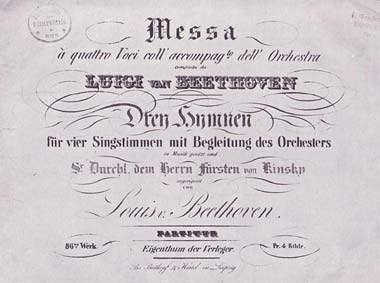 Messa
à quattro Voci coll' accompagto dell' Orchestra
composta da
LUIGI VAN BEETHOVEN
Drey Hymnen
für vier Singstimmen mit Begleitung des Orchesters
in Musik gesetzt und
Sr Durchl. dem Herrn Fürsten von Kinsky
zugeeignet
von
Louis v. Beethoven.
PARTITUR
86tes Werk. Pr. 4 Rthlr.
Eigenthum der Verleger.
Bei Breitkopf & Härtel in Leipzig